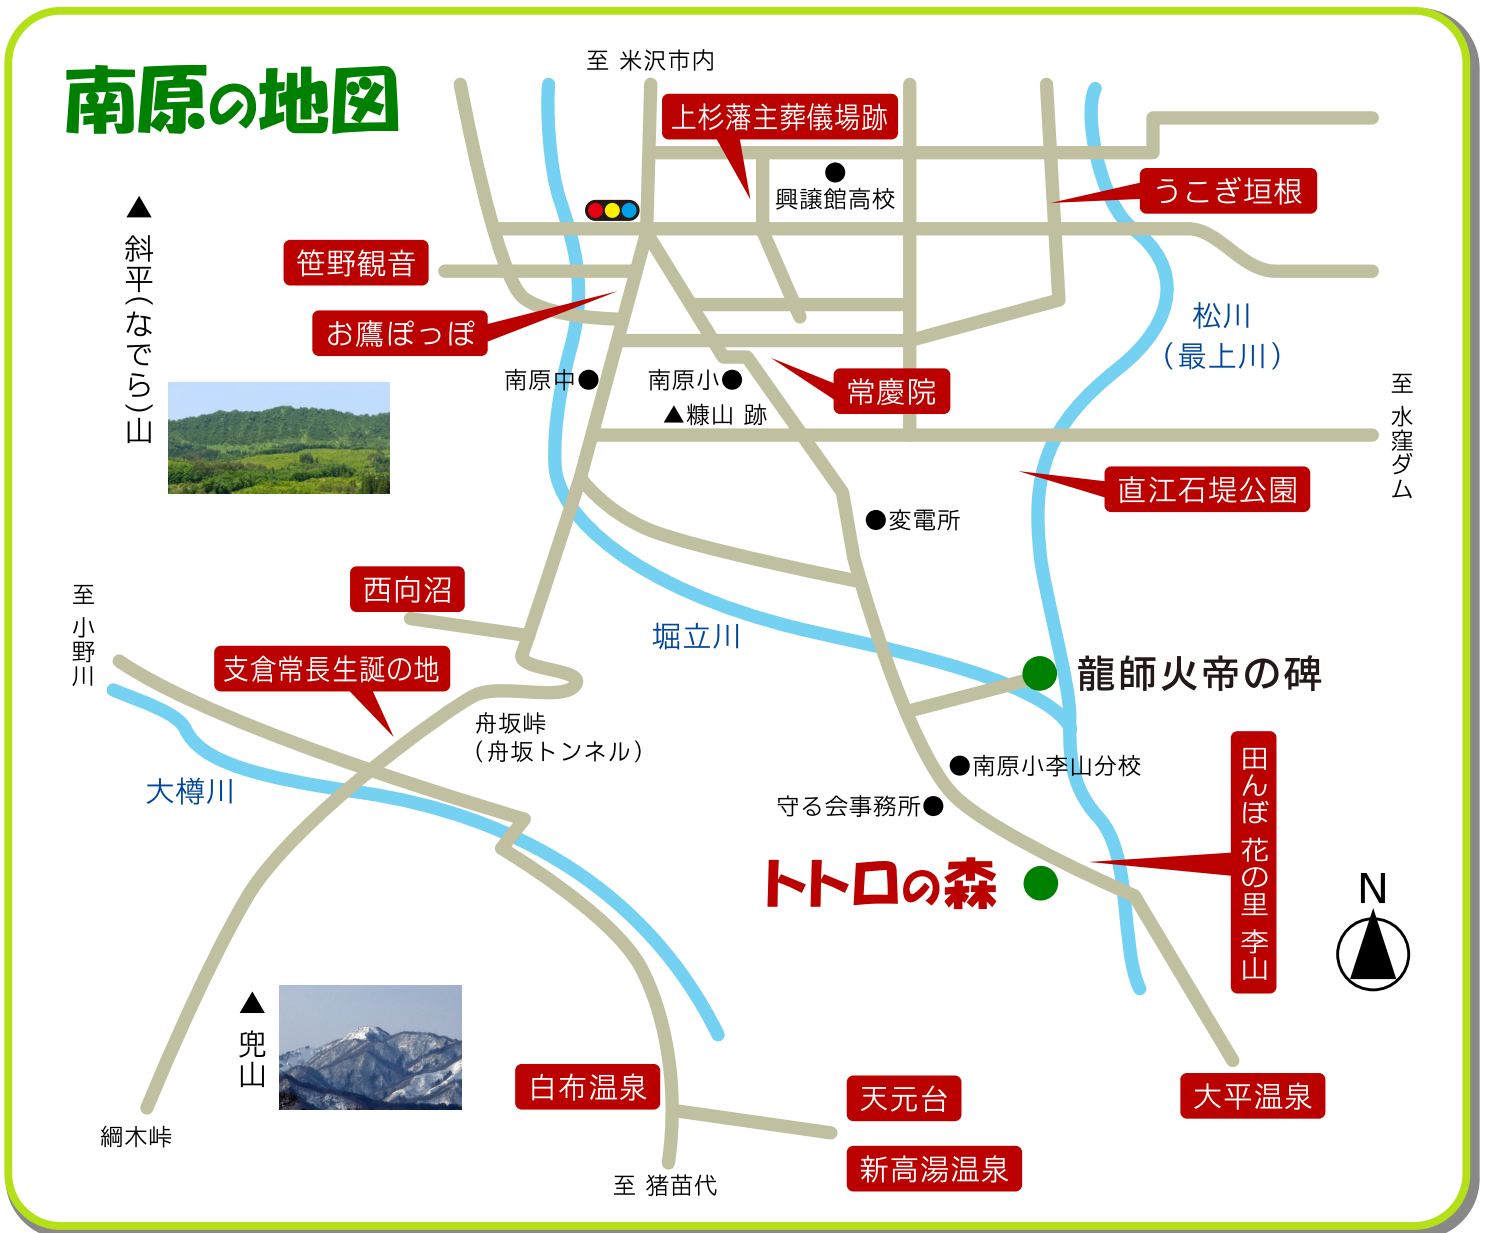 南原の地図
至 米沢市内
上杉藩主葬儀場跡
興譲館高校
うこぎ垣根
▲斜平(なでら)山
笹野観音
お鷹ぽっぽ
松川
(最上川)
南原中●
南原小●
▲糠山 跡
常慶院
至 水窪ダム
直江石堤公園
●変電所
西向沼
至 小野川
堀立川
支倉常長生誕の地
龍師火帝の碑
舟坂峠
(舟坂トンネル)
大樽川
●南原小李山分校
守る会事務所●
田んぼ 花の里 李山
トトロの森
N
▲兜山
白布温泉
天元台
大平温泉
新高湯温泉
綱木峠
至 猪苗代